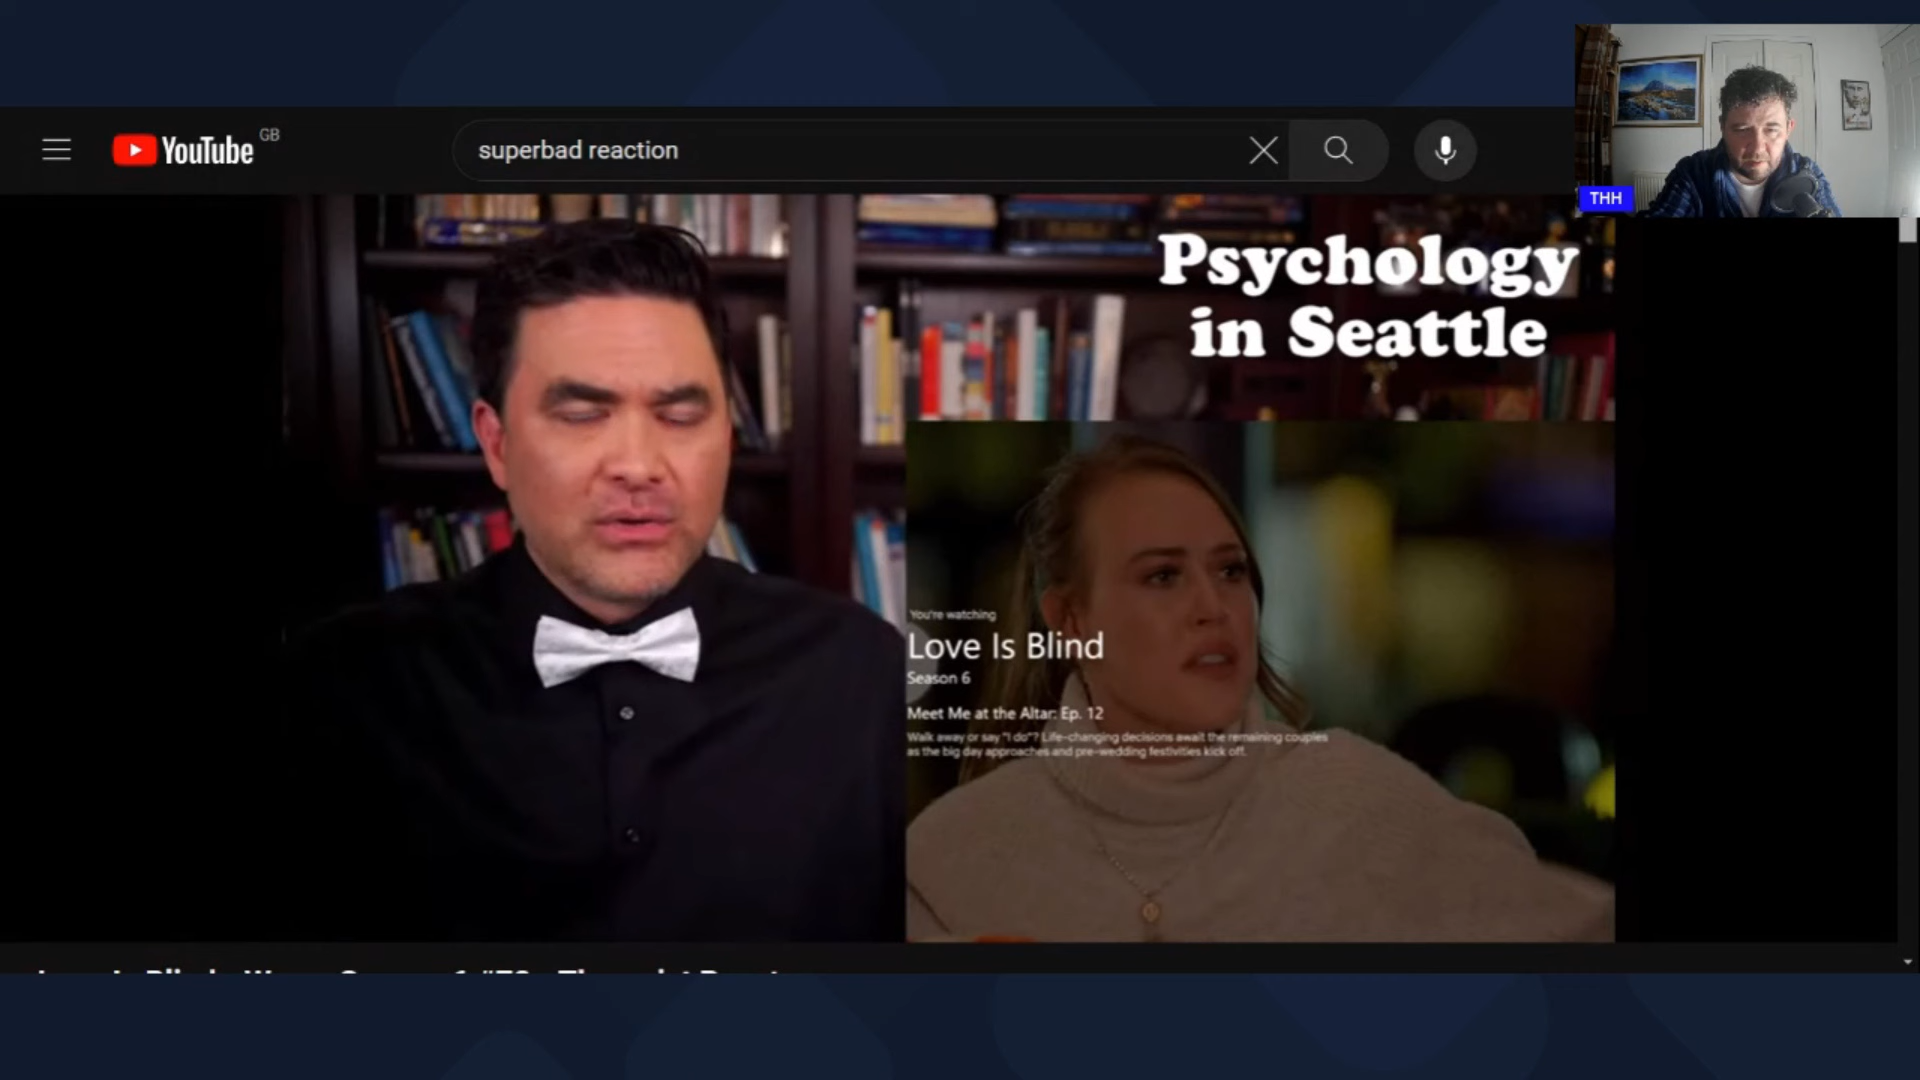 YouTube GB
superbad reaction
THH
Psychology
in Seattle
You're watching
Love Is Blind
Season 6
Meet Me at the Altar: Ep. 12
Walk away or say "I do"? Life-changing decisions await the remaining couples
as the big day approaches and pre-wedding festivities kick off.